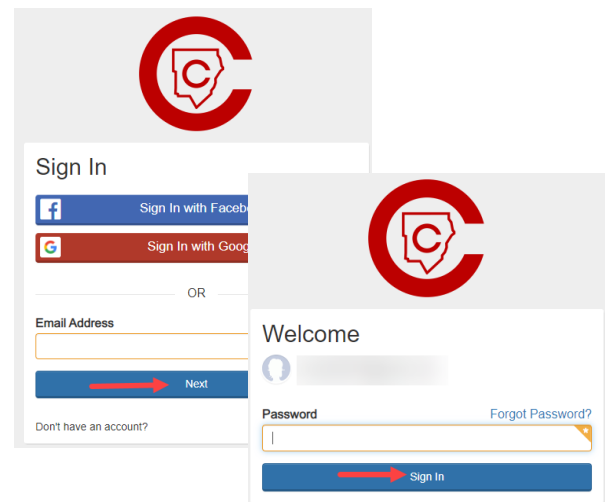 C
Sign In
Sign In with Faceb
Sign In with Goog
OR
Email Address
Next
Don't have an account?
C
Welcome
Password
Forgot Password?
Sign In